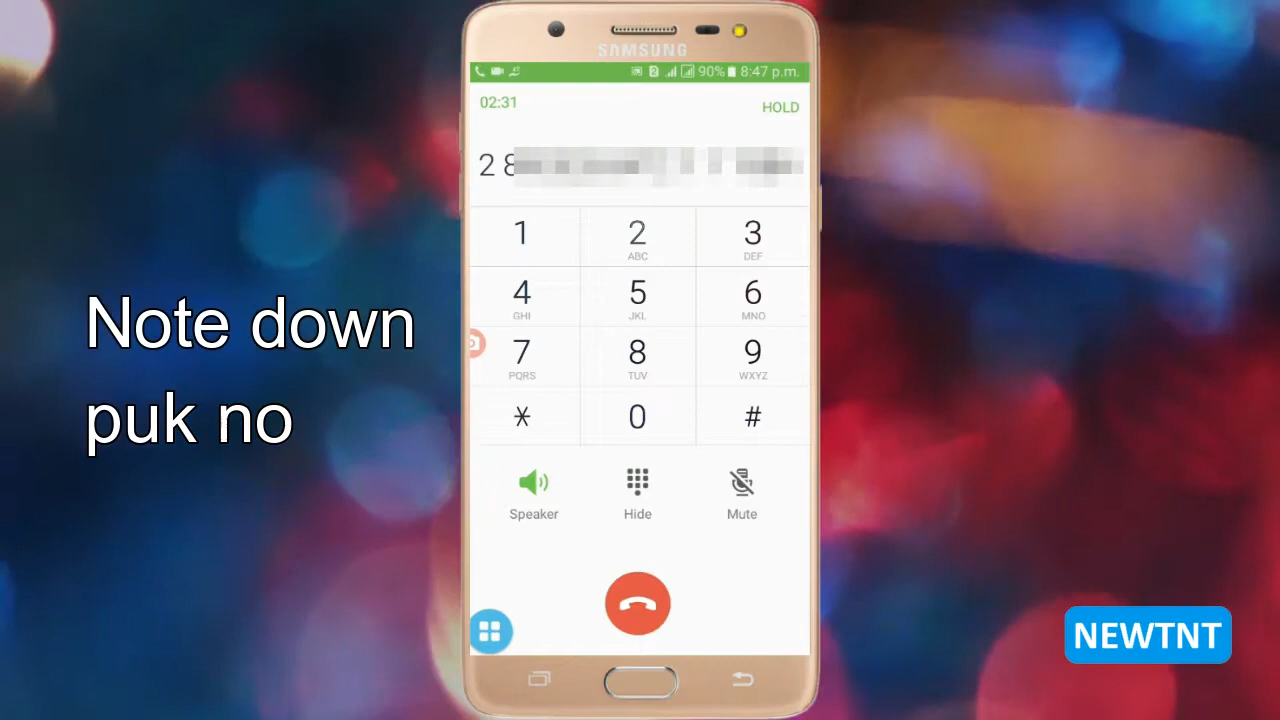 SAMSUNG
90% 8:47 p.m.
02:31
HOLD
2 8
1
2
3
ABC
DEF
4
5
6
GHI
JKL
MNO
7
8
9
PQRS
TUV
WXYZ
*
0
#
Speaker
Hide
Mute
Note down
puk no
NEWTNT